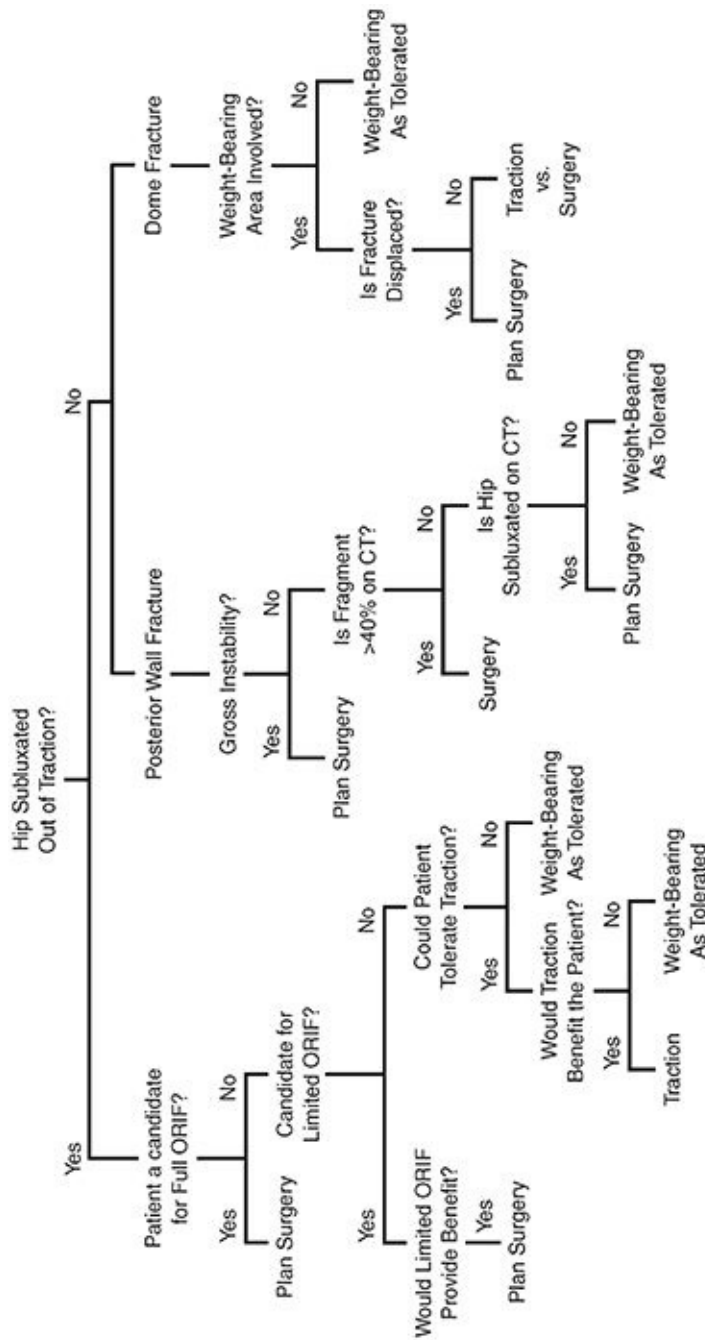 Hip Subluxated
Out of Traction?
Yes
No
Patient a candidate
for Full ORIF?
Yes
No
Plan Surgery
Candidate for
Limited ORIF?
Yes
No
Would Limited ORIF
Provide Benefit?
Yes
Plan Surgery
Could Patient
Tolerate Traction?
Yes
No
Would Traction
Benefit the Patient?
Weight-Bearing
As Tolerated
Yes
No
Traction
Weight-Bearing
As Tolerated
Posterior Wall Fracture
Gross Instability?
Yes
No
Plan Surgery
Is Fragment
>40% on CT?
Yes
No
Surgery
Is Hip
Subluxated on CT?
Yes
No
Plan Surgery
Weight-Bearing
As Tolerated
Dome Fracture
Weight-Bearing
Area Involved?
Yes
No
Is Fracture
Displaced?
Weight-Bearing
As Tolerated
Yes
No
Plan Surgery
Traction
vs.
Surgery